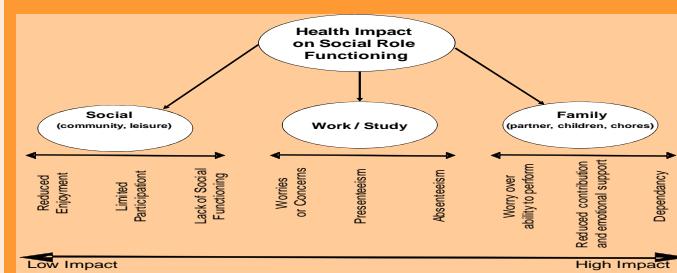 Health Impact
on Social Role
Functioning
Social
(community, leisure)
Work / Study
Family
(partner, children, chores)
Reduced
Enjoyment
Limited
Participationt
Lack of Social
Functioning
Worries
or Concerns
Presenteeism
Absenteeism
Worry over
ability to perform
Reduced contribution
and emotional support
Dependancy
Low Impact
High Impact